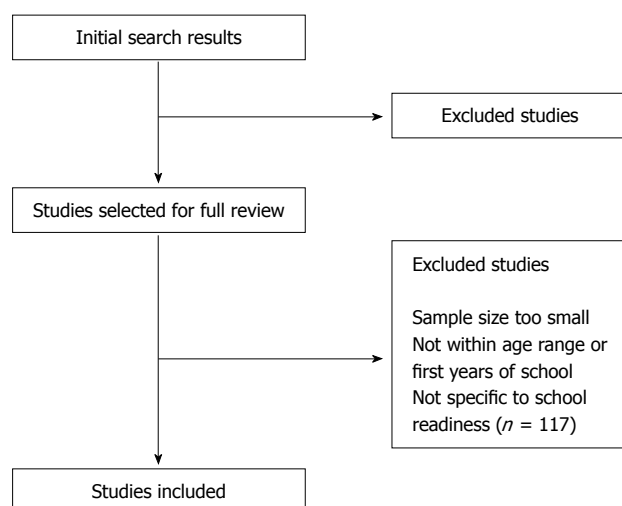 Initial search results
Excluded studies
Studies selected for full review
Excluded studies
Sample size too small
Not within age range or
first years of school
Not specific to school
readiness (n = 117)
Studies included